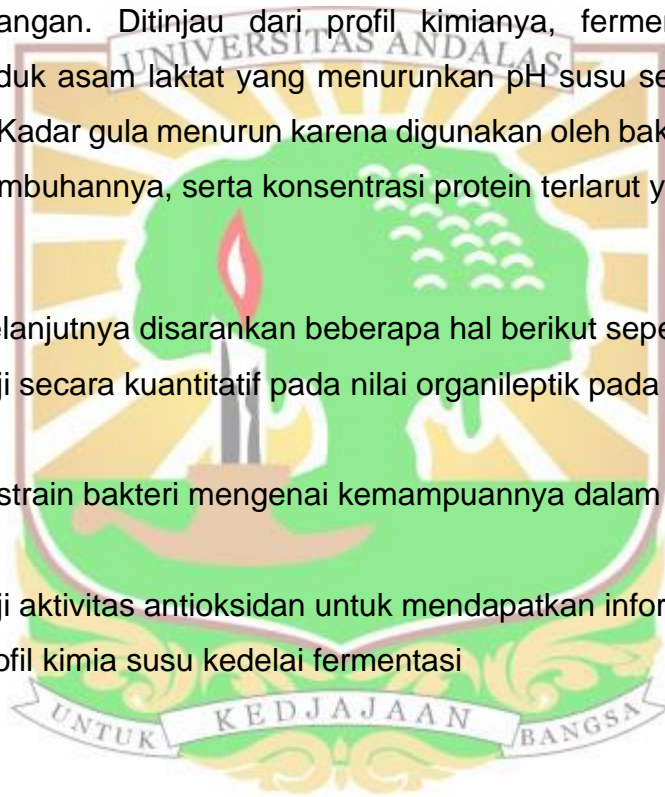 angan. Ditinjau dari profil kimianya, fermen
UNIVERSITAS ANDALAS
duk asam laktat yang menurunkan pH susu se
Kadar gula menurun karena digunakan oleh bak
mbuhannya, serta konsentrasi protein terlarut y
elanjutnya disarankan beberapa hal berikut sepe
ji secara kuantitatif pada nilai organileptik pada
strain bakteri mengenai kemampuannya dalam
ji aktivitas antioksidan untuk mendapatkan infor
ofil kimia susu kedelai fermentasi
UNTUK KEDJAJAAN BANGSA